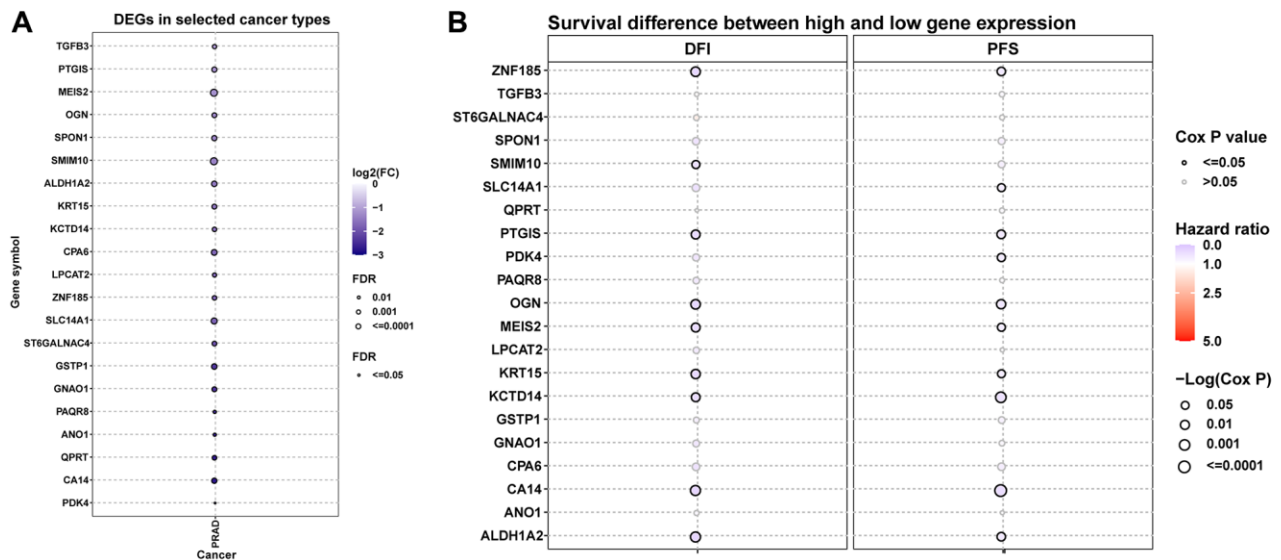 A
DEGs in selected cancer types
Gene symbol
TGFB3
PTGIS
MEIS2
OGN
SPON1
SMIM10
ALDH1A2
KRT15
KCTD14
CPA6
LPCAT2
ZNF185
SLC14A1
ST6GALNAC4
GSTP1
GNAO1
PAQR8
ANO1
QPRT
CA14
PDK4
PRAD
Cancer
log2(FC)
0
−1
−2
−3
FDR
0.01
0.001
<=0.0001
FDR
<=0.05
B
Survival difference between high and low gene expression
DFI PFS
ZNF185
TGFB3
ST6GALNAC4
SPON1
SMIM10
SLC14A1
QPRT
PTGIS
PDK4
PAQR8
OGN
MEIS2
LPCAT2
KRT15
KCTD14
GSTP1
GNAO1
CPA6
CA14
ANO1
ALDH1A2
Cox P value
<=0.05
>0.05
Hazard ratio
0.0
1.0
2.5
5.0
−Log(Cox P)
0.05
0.01
0.001
<=0.0001